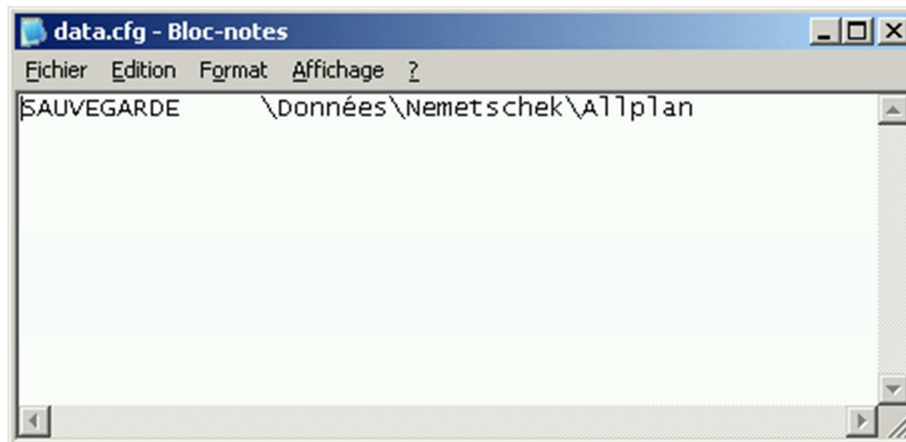 data.cfg - Bloc-notes
Fichier Edition Format Affichage ?
SAUVEGARDE \Données\Nemetschek\Allplan